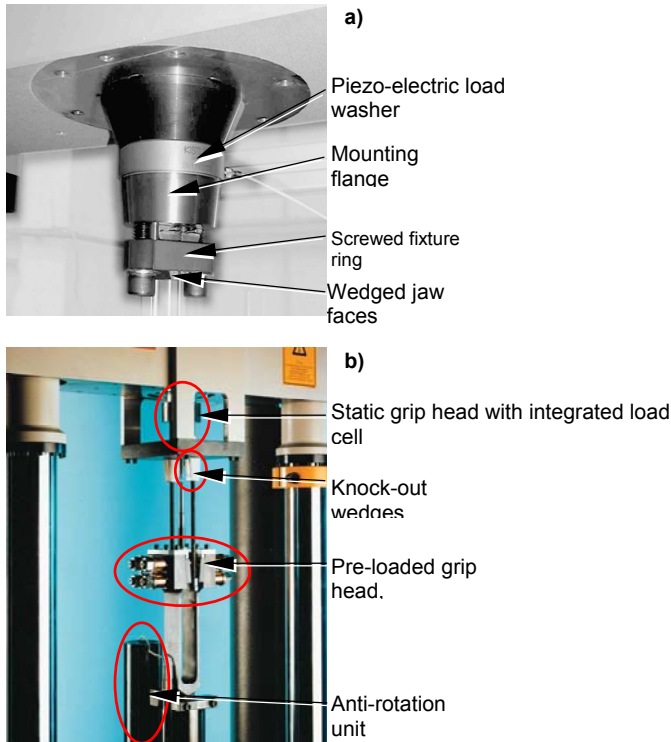 a)
Piezo-electric load
washer
Mounting
flange
Screwed fixture
ring
Wedged jaw
faces
b)
Static grip head with integrated load
cell
Knock-out
wedges
Pre-loaded grip
head,
Anti-rotation
unit